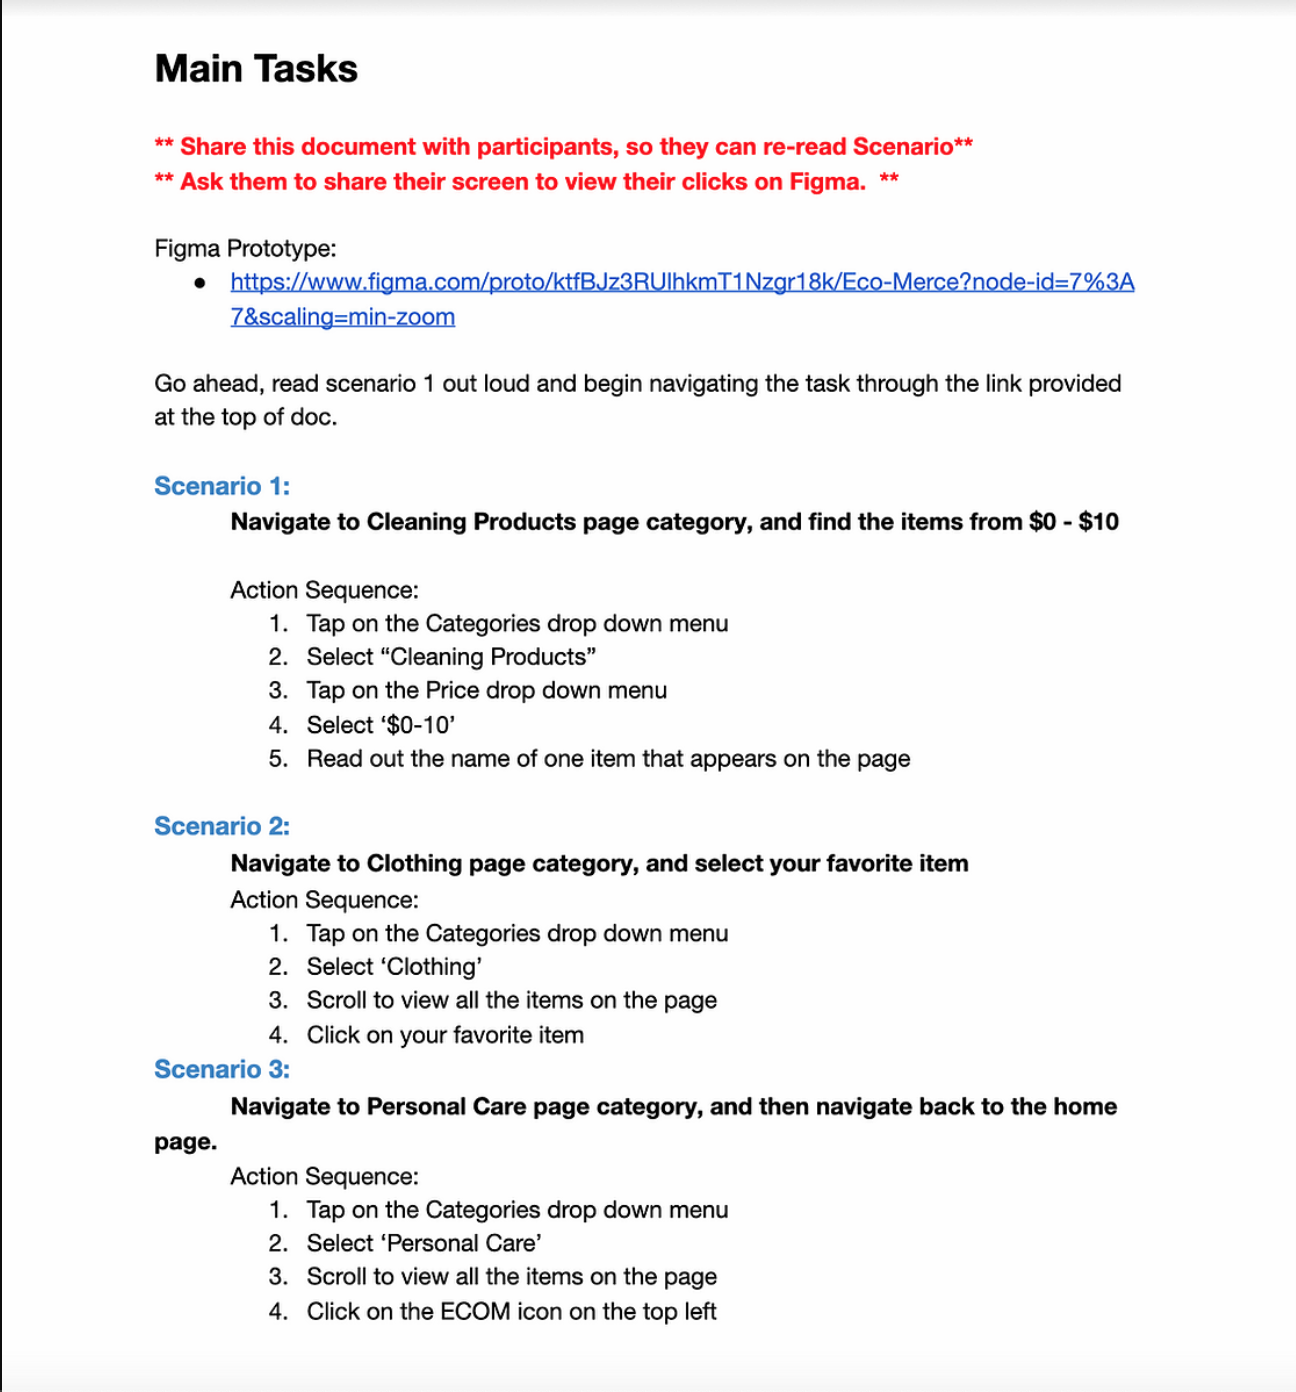 Main Tasks
** Share this document with participants, so they can re-read Scenario**
** Ask them to share their screen to view their clicks on Figma.  **
Figma Prototype:
● https://www.figma.com/proto/ktfBJz3RUlhkmT1Nzgr18k/Eco-Merce?node-id=7%3A
7&scaling=min-zoom
Go ahead, read scenario 1 out loud and begin navigating the task through the link provided
at the top of doc.
Scenario 1:
Navigate to Cleaning Products page category, and find the items from $0 - $10
Action Sequence:
1. Tap on the Categories drop down menu
2. Select “Cleaning Products”
3. Tap on the Price drop down menu
4. Select ‘$0-10’
5. Read out the name of one item that appears on the page
Scenario 2:
Navigate to Clothing page category, and select your favorite item
Action Sequence:
1. Tap on the Categories drop down menu
2. Select ‘Clothing’
3. Scroll to view all the items on the page
4. Click on your favorite item
Scenario 3:
Navigate to Personal Care page category, and then navigate back to the home
page.
Action Sequence:
1. Tap on the Categories drop down menu
2. Select ‘Personal Care’
3. Scroll to view all the items on the page
4. Click on the ECOM icon on the top left